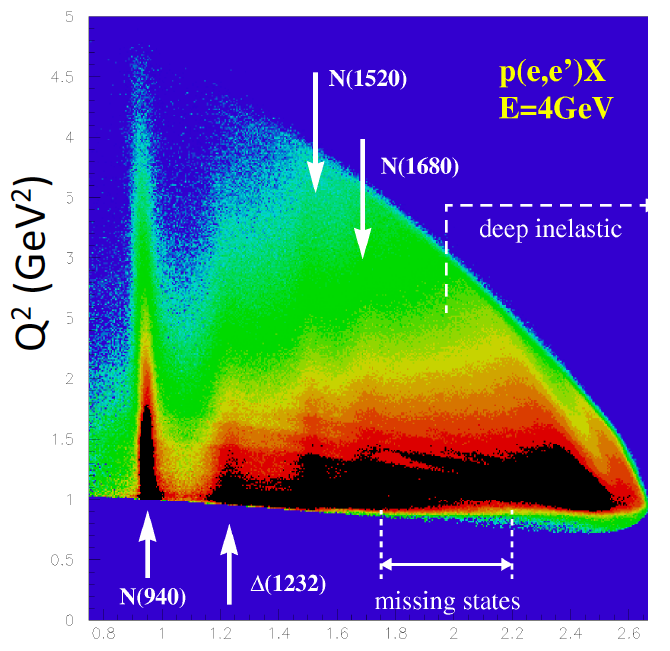 5
4.5
4
5
3
5
2
1.5
1
0.5
0
Q² (GeV²)
N(1520)
p(e,e’)X
E=4GeV
N(1680)
deep inelastic
N(940)
Δ(1232)
missing states
0.8
1
1.2
1.4
1.6
1.8
2
2.2
2.4
2.6